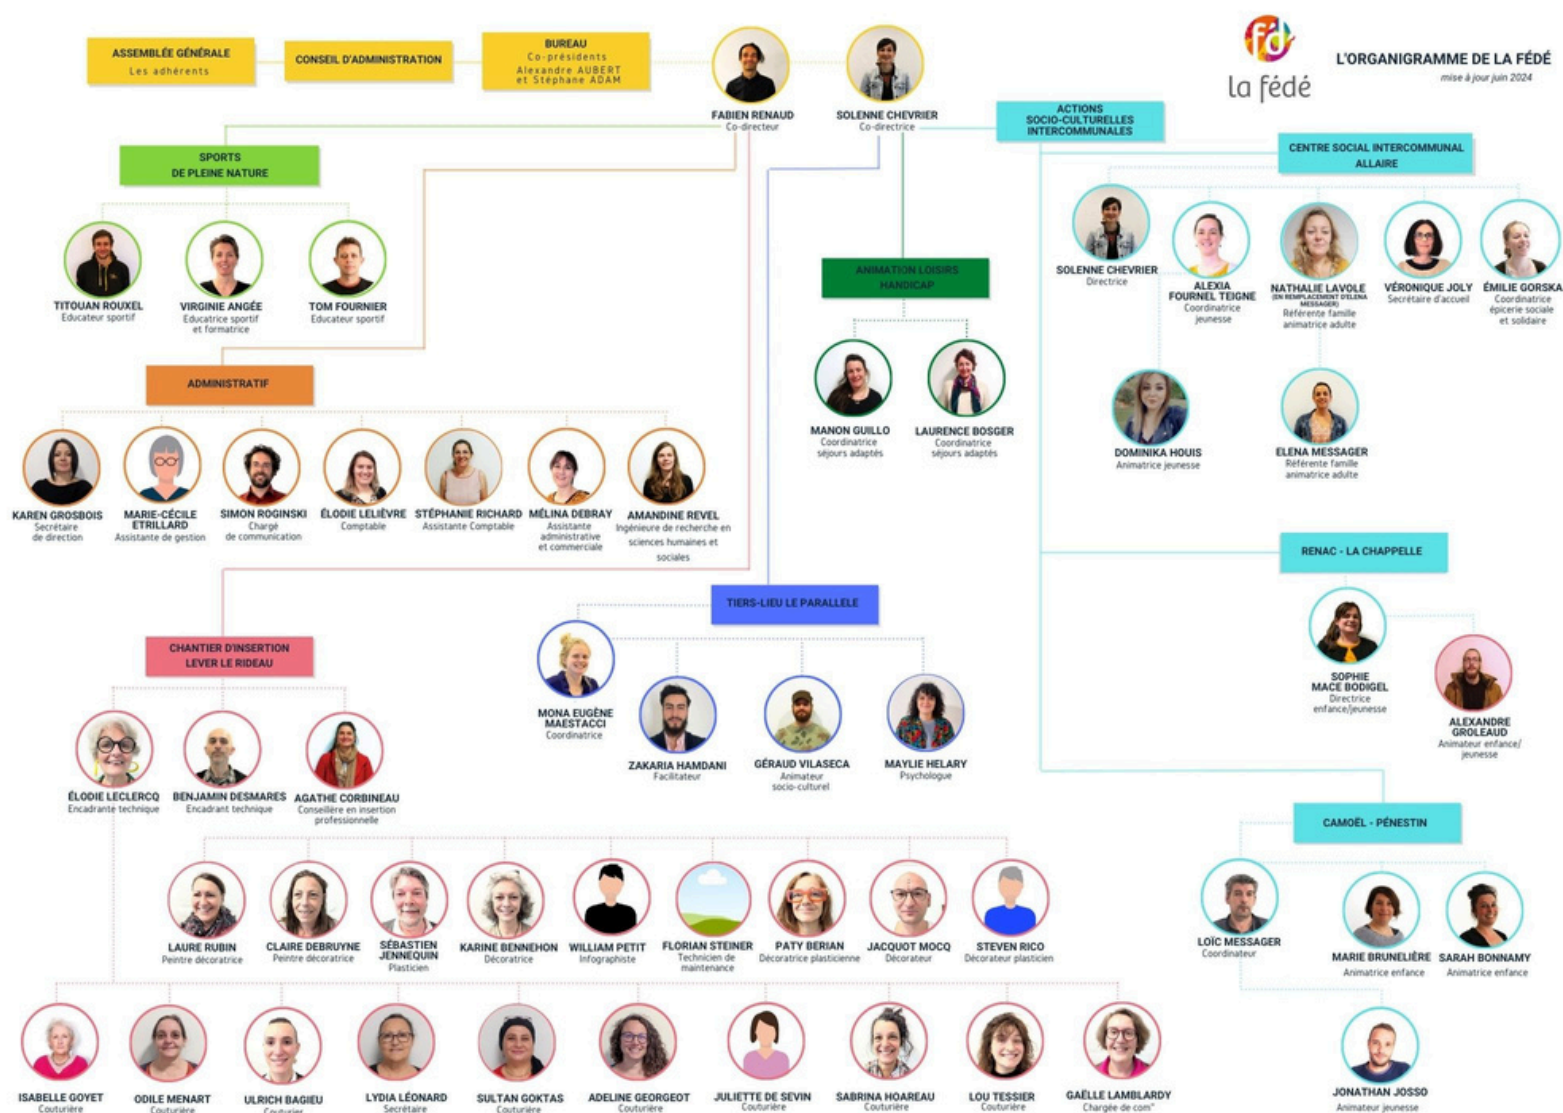 ASSEMBLÉE GÉNÉRALE
Les adhérents
CONSEIL D'ADMINISTRATION
BUREAU
Co-présidents
Alexandre AUBERT
et Stéphane ADAM
FABIEN RENAUD
Co-directeur
SOLENNE CHEVRIER
Co-directrice
fd
la fédé
L'ORGANIGRAMME DE LA FÉDÉ
mise à jour juin 2024
ACTIONS
SOCIO-CULTURELLES
INTERCOMMUNALES
CENTRE SOCIAL INTERCOMMUNAL
ALLAIRE
SOLENNE CHEVRIER
Directrice
ALEXIA
FOURNEL TEIGNE
Coordinatrice
jeunesse
NATHALIE LAVOLE
(EN REMPLACEMENT D'ELENA
MESSAGER)
Référente famille
animatrice adulte
VÉRONIQUE JOLY
Secrétaire d'accueil
ÉMILIE GORSKA
Coordinatrice
épicerie sociale
et solidaire
DOMINIKA HOUIS
Animatrice jeunesse
ELENA MESSAGER
Référente famille
animatrice adulte
SPORTS
DE PLEINE NATURE
TITOUAN ROUXEL
Educateur sportif
VIRGINIE ANGÉE
Educatrice sportif
et formatrice
TOM FOURNIER
Educateur sportif
ANIMATION LOISIRS
HANDICAP
MANON GUILLO
Coordinatrice
séjours adaptés
LAURENCE BOSGER
Coordinatrice
séjours adaptés
ADMINISTRATIF
KAREN GROSBOIS
Secrétaire
de direction
MARIE-CÉCILE
ETRILLARD
Assistante de gestion
SIMON ROGINSKI
Chargé
de communication
ÉLODIE LELIÈVRE
Comptable
STÉPHANIE RICHARD
Assistante Comptable
MÉLINA DEBRAY
Assistante
administrative
et commerciale
AMANDINE REVEL
Ingénieure de recherche en
sciences humaines et
sociales
RENAC - LA CHAPPELLE
SOPHIE
MACE BODIGEL
Directrice
enfance/jeunesse
ALEXANDRE
GROLEAUD
Animateur enfance/
jeunesse
TIERS-LIEU LE PARALLELE
MONA EUGÈNE
MAESTACCI
Coordinatrice
ZAKARIA HAMDANI
Facilitateur
GÉRAUD VILASECA
Animateur
socio-culturel
MAYLIE HELARY
Psychologue
CHANTIER D'INSERTION
LEVER LE RIDEAU
ÉLODIE LECLERCQ
Encadrante technique
BENJAMIN DESMARES
Encadrant technique
AGATHE CORBINEAU
Conseillère en insertion
professionnelle
LAURE RUBIN
Peintre décoratrice
CLAIRE DEBRUYNE
Peintre décoratrice
SÉBASTIEN
JENNEQUIN
Plasticien
KARINE BENNEHON
Décoratrice
WILLIAM PETIT
Infographiste
FLORIAN STEINER
Technicien de
maintenance
PATY BERIAN
Décoratrice plasticienne
JACQUOT MOCQ
Décorateur
STEVEN RICO
Décorateur plasticien
CAMOËL - PÉNESTIN
LOÏC MESSAGER
Coordinateur
MARIE BRUNELIÈRE
Animatrice enfance
SARAH BONNAMY
Animatrice enfance
JONATHAN JOSSO
Animateur jeunesse
ISABELLE GOYET
Couturière
ODILE MENART
Couturière
ULRICH BAGIEU
Couturier
LYDIA LÉONARD
Secrétaire
SULTAN GOKTAS
Couturière
ADELINE GEORGEOT
Couturière
JULIETTE DE SEVIN
Couturière
SABRINA HOAREAU
Couturière
LOU TESSIER
Couturière
GAËLLE LAMBLARDY
Chargée de com"